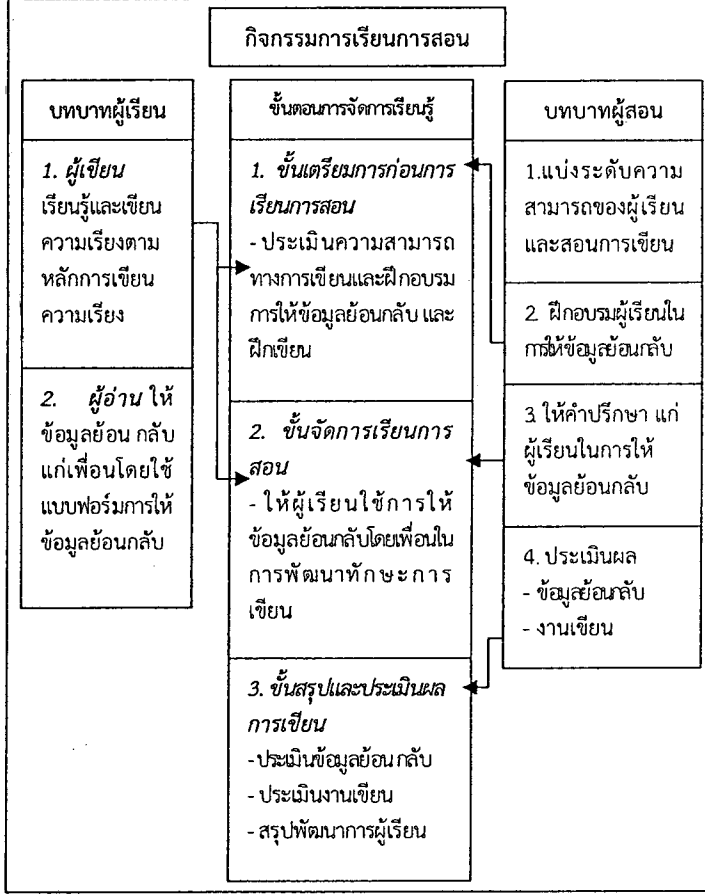 กิจกรรมการเรียนการสอน
บทบาทผู้เรียน
1. ผู้เขียน
เรียนรู้และเขียน
ความเรียงตาม
หลักการเขียน
ความเรียง
2. ผู้อ่าน ให้
ข้อมูลย้อน กลับ
แก่เพื่อนโดยใช้
แบบฟอร์มการให้
ข้อมูลย้อนกลับ
ขั้นตอนการจัดการเรียนรู้
1. ขั้นเตรียมการก่อนการ
เรียนการสอน
- ประเมินความสามารถ
ทางการเขียนและฝึกอบรม
การให้ข้อมูลย้อนกลับ และ
ฝึกเขียน
2. ขั้นจัดการเรียนการ
สอน
- ให้ผู้เรียนใช้การให้
ข้อมูลย้อนกลับโดยเพื่อนใน
การพัฒนาทักษะการ
เขียน
3. ขั้นสรุปและประเมินผล
การเขียน
-ประเมินข้อมูลย้อน กลับ
- ประเมินงานเขียน
- สรุปพัฒนาการผู้เรียน
บทบาทผู้สอน
1.แบ่งระดับความ
สามารถของผู้เรียน
และสอนการเขียน
2. ฝึกอบรมผู้เรียนใน
การให้ข้อมูลย้อนกลับ
3. ให้คำปรึกษา แก่
ผู้เรียนในการให้
ข้อมูลย้อนกลับ
4. ประเมินผล
- ข้อมูลย้อนกลับ
- งานเขียน